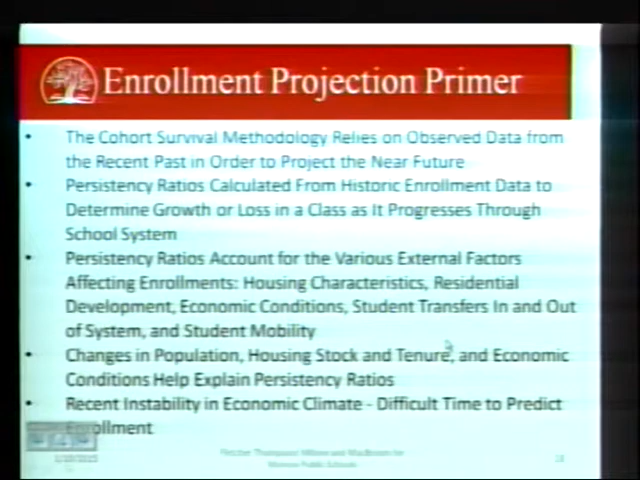 Enrollment Projection Primer
• The Cohort Survival Methodology Relies on Observed Data from
the Recent Past in Order to Project the Near Future
• Persistency Ratios Calculated From Historic Enrollment Data to
Determine Growth or Loss in a Class as It Progresses Through
School System
• Persistency Ratios Account for the Various External Factors
Affecting Enrollments: Housing Characteristics, Residential
Development, Economic Conditions, Student Transfers In and Out
of System, and Student Mobility
• Changes in Population, Housing Stock and Tenure, and Economic
Conditions Help Explain Persistency Ratios
• Recent Instability in Economic Climate - Difficult Time to Predict
Enrollment
Public Schools